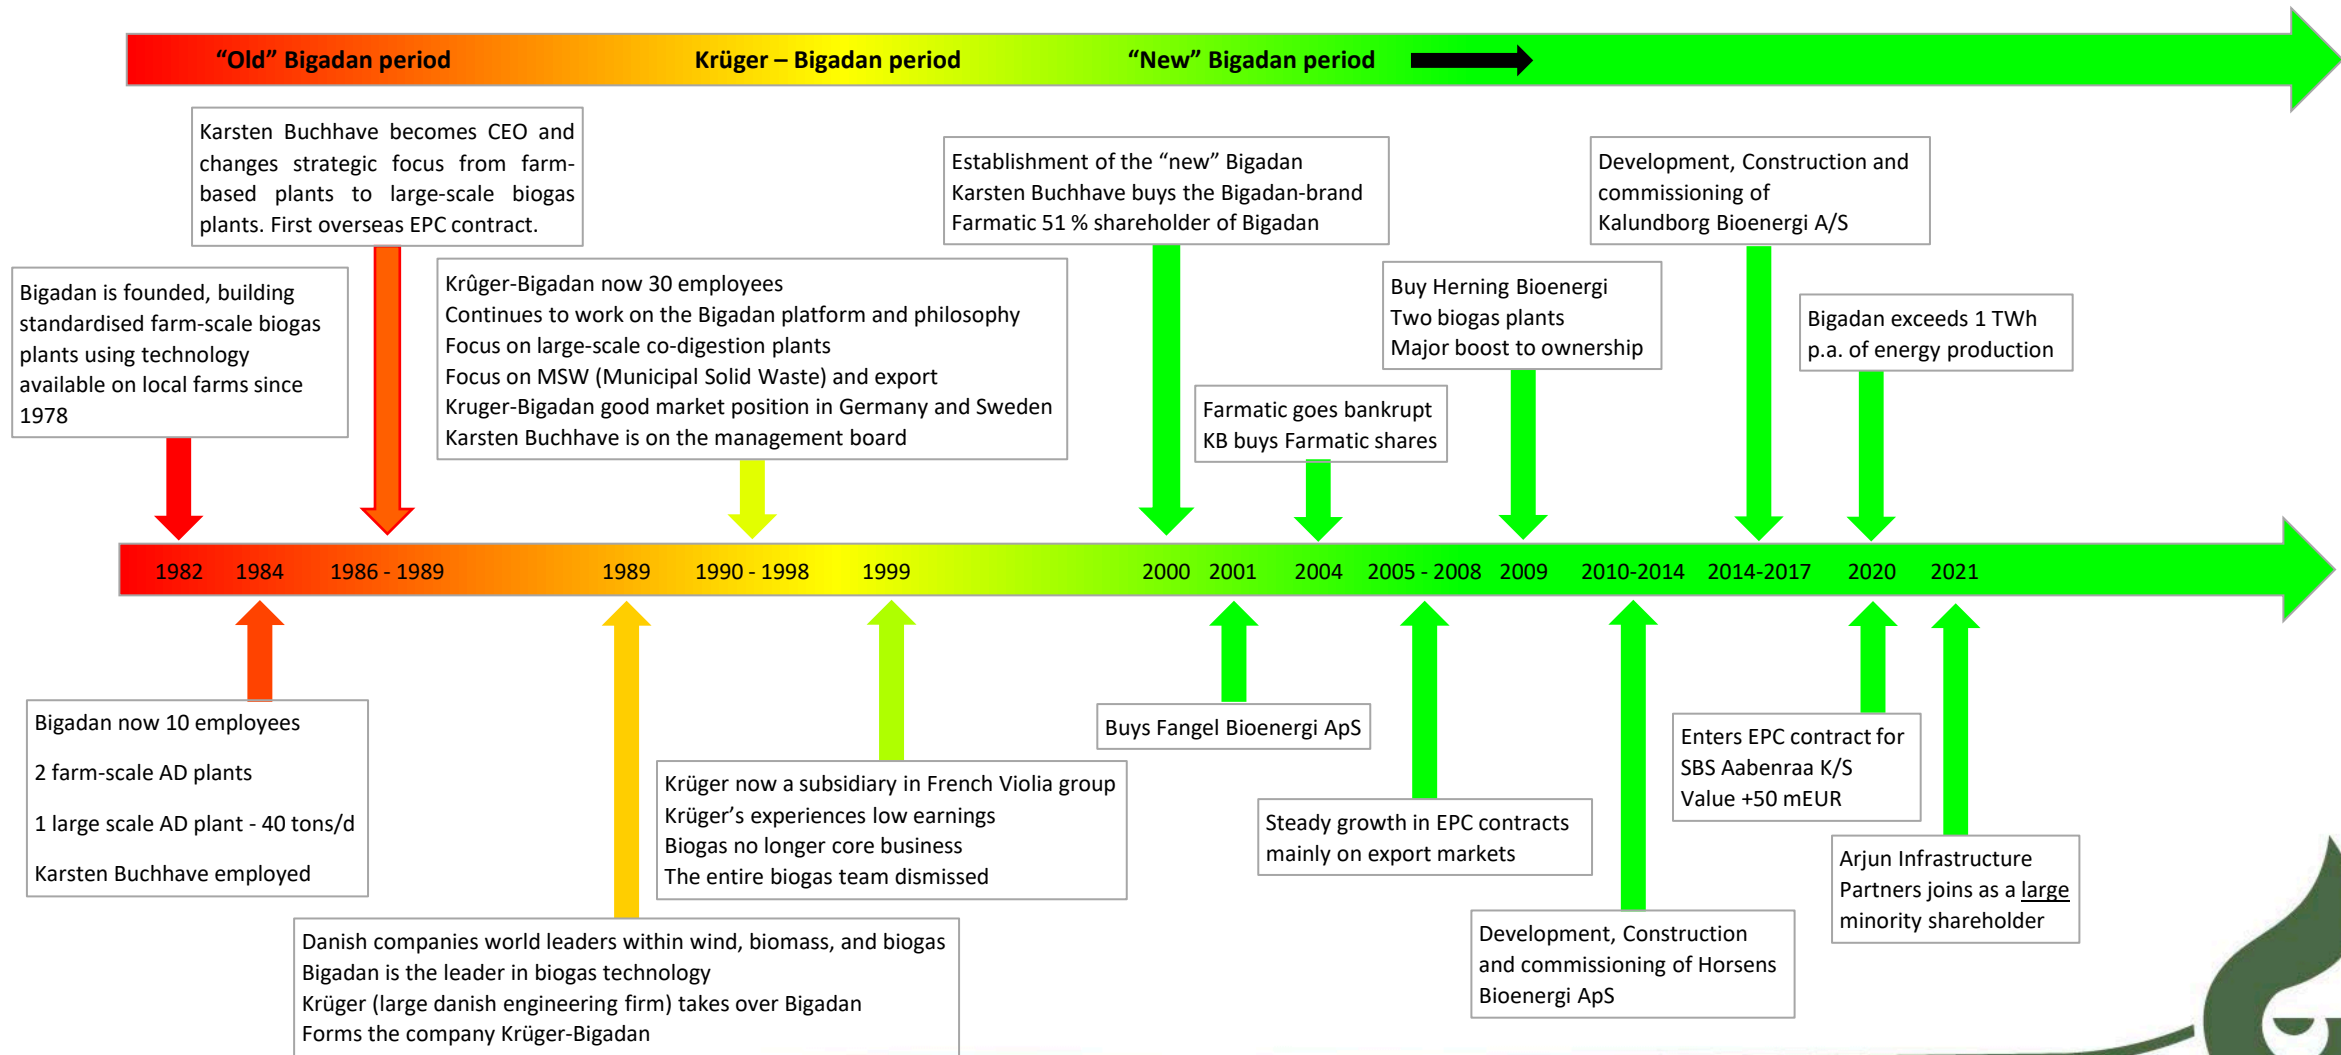 “Old” Bigadan period
Krüger – Bigadan period
“New” Bigadan period
Karsten Buchhave becomes CEO and
changes strategic focus from farm-
based plants to large-scale biogas
plants. First overseas EPC contract.
Establishment of the “new” Bigadan
Karsten Buchhave buys the Bigadan-brand
Farmatic 51 % shareholder of Bigadan
Development, Construction and
commissioning of
Kalundborg Bioenergi A/S
Bigadan is founded, building
standardised farm-scale biogas
plants using technology
available on local farms since
1978
Krûger-Bigadan now 30 employees
Continues to work on the Bigadan platform and philosophy
Focus on large-scale co-digestion plants
Focus on MSW (Municipal Solid Waste) and export
Kruger-Bigadan good market position in Germany and Sweden
Karsten Buchhave is on the management board
Buy Herning Bioenergi
Two biogas plants
Major boost to ownership
Bigadan exceeds 1 TWh
p.a. of energy production
Farmatic goes bankrupt
KB buys Farmatic shares
1982
1984
1986 - 1989
1989
1990 - 1998
1999
2000
2001
2004
2005 - 2008
2009
2010-2014
2014-2017
2020
2021
Bigadan now 10 employees
2 farm-scale AD plants
1 large scale AD plant - 40 tons/d
Karsten Buchhave employed
Danish companies world leaders within wind, biomass, and biogas
Bigadan is the leader in biogas technology
Krüger (large danish engineering firm) takes over Bigadan
Forms the company Krüger-Bigadan
Krüger now a subsidiary in French Violia group
Krüger’s experiences low earnings
Biogas no longer core business
The entire biogas team dismissed
Buys Fangel Bioenergi ApS
Steady growth in EPC contracts
mainly on export markets
Development, Construction
and commissioning of Horsens
Bioenergi ApS
Enters EPC contract for
SBS Aabenraa K/S
Value +50 mEUR
Arjun Infrastructure
Partners joins as a large
minority shareholder